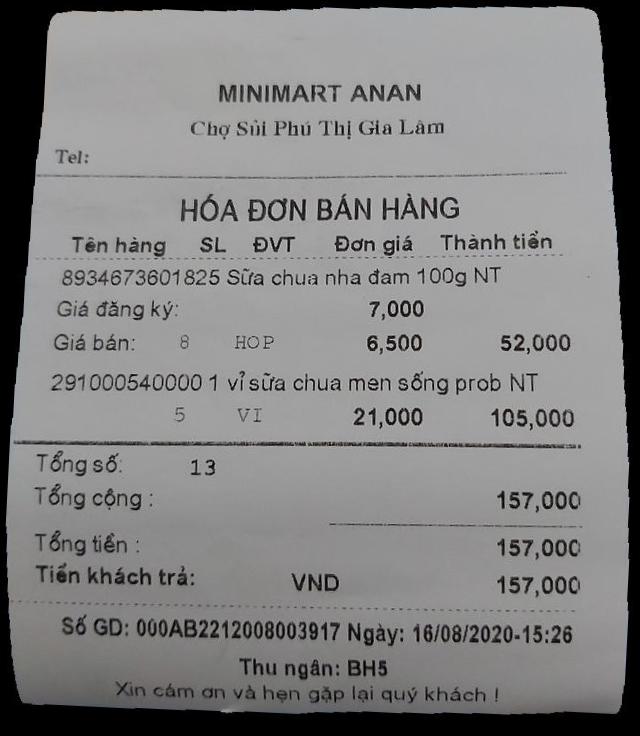 MINIMART ANAN
Chợ Sủi Phú Thị Gia Lâm
Tel:
HÓA ĐƠN BÁN HÀNG
Tên hàng SL ĐVT Đơn giá Thành tiền
8934673601825 Sữa chua nha đam 100g NT
Giá đăng ký: 7,000
Giá bán: 8 HOP 6,500 52,000
291000540000 1 vỉ sữa chua men sống prob NT
5 VI 21,000 105,000
Tổng số: 13
Tổng cộng : 157,000
Tổng tiền : 157,000
Tiền khách trả: VND 157,000
Số GD: 000AB2212008003917 Ngày: 16/08/2020-15:26
Thu ngân: BH5
Xin cám ơn và hẹn gặp lại quý khách !